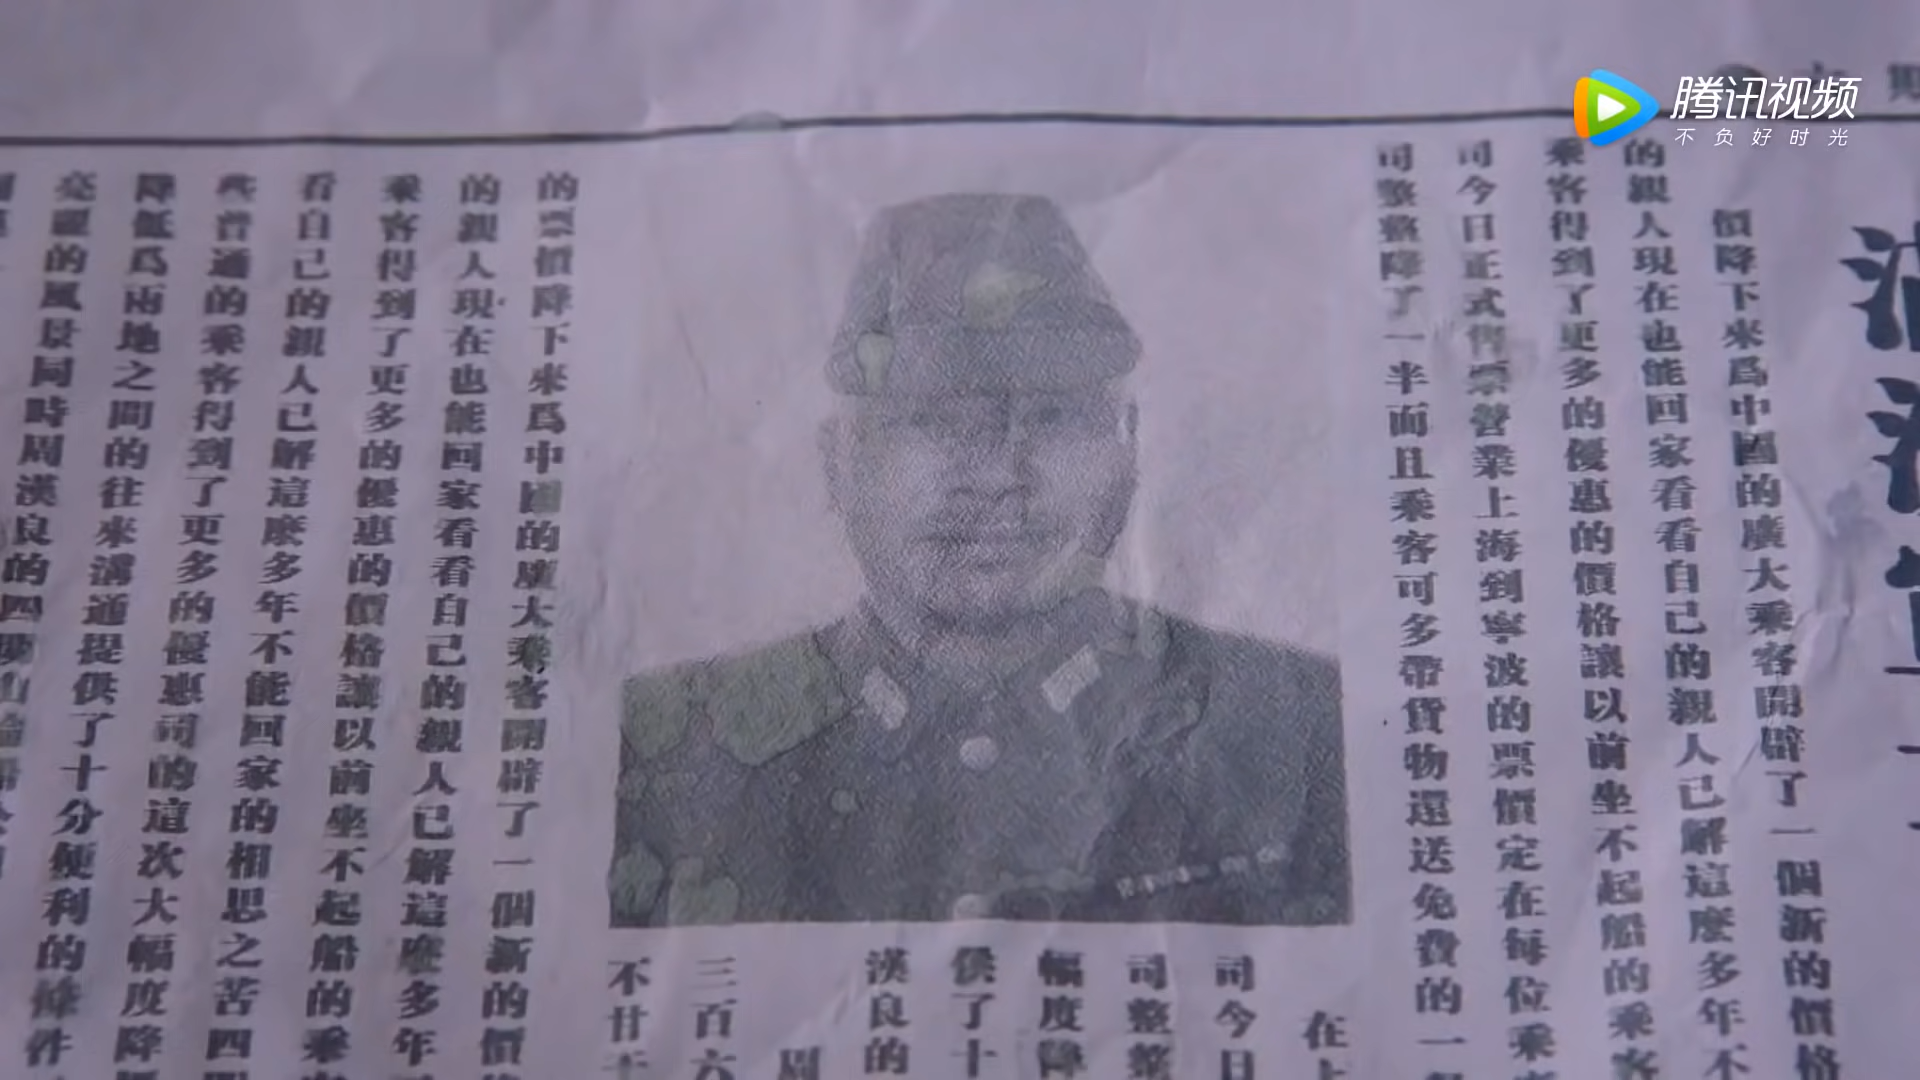 腾讯视频
不负好时光
期
價降下來爲中國的廣大乘客開辟了一個新的價格
的親人現在也能回家看看自己的親人已解這麼多年不
乘客得到了更多的優惠的價格讓以前坐不起船的乘客
司今日正式售票營業上海到寧波的票價定在每位乘
司整整降了一半而且乘客可多帶貨物還送免費的一
在上
司今日
司整整
幅度降
供了十
漢良的
周
三百六
不甘于
的票價降下來爲中國的廣大乘客開辟了一個新的價格
的親人現在也能回家看看自己的親人已解這麼多年
乘客得到了更多的優惠的價格讓以前坐不起船的乘
看自己的親人已解這麼多年不能回家的相思之苦四
些普通的乘客得到了更多的優惠司的這次大幅度降
降低爲兩地之間的往來溝通提供了十分便利的條件
亮麗的風景同時周漢良的四明山輪船公司